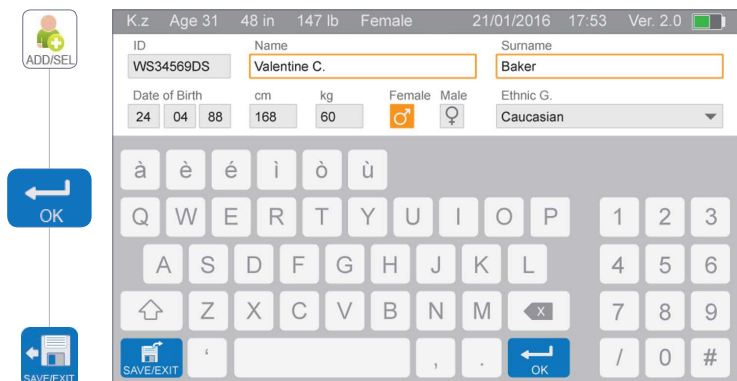 K.z Age 31 48 in 147 lb Female 21/01/2016 17:53 Ver. 2.0
ADD/SEL
ID Name Surname
WS34569DS Valentine C. Baker
Date of Birth cm kg Female Male Ethnic G.
24 04 88 168 60 ♂ ♀ Caucasian
à è é ì ò ù
OK
Q W E R T Y U I O P 1 2 3
A S D F G H J K L 4 5 6
Z X C V B N M X 7 8 9
SAVE/EXIT ‘ , . OK / 0 #
SAVE/EXIT